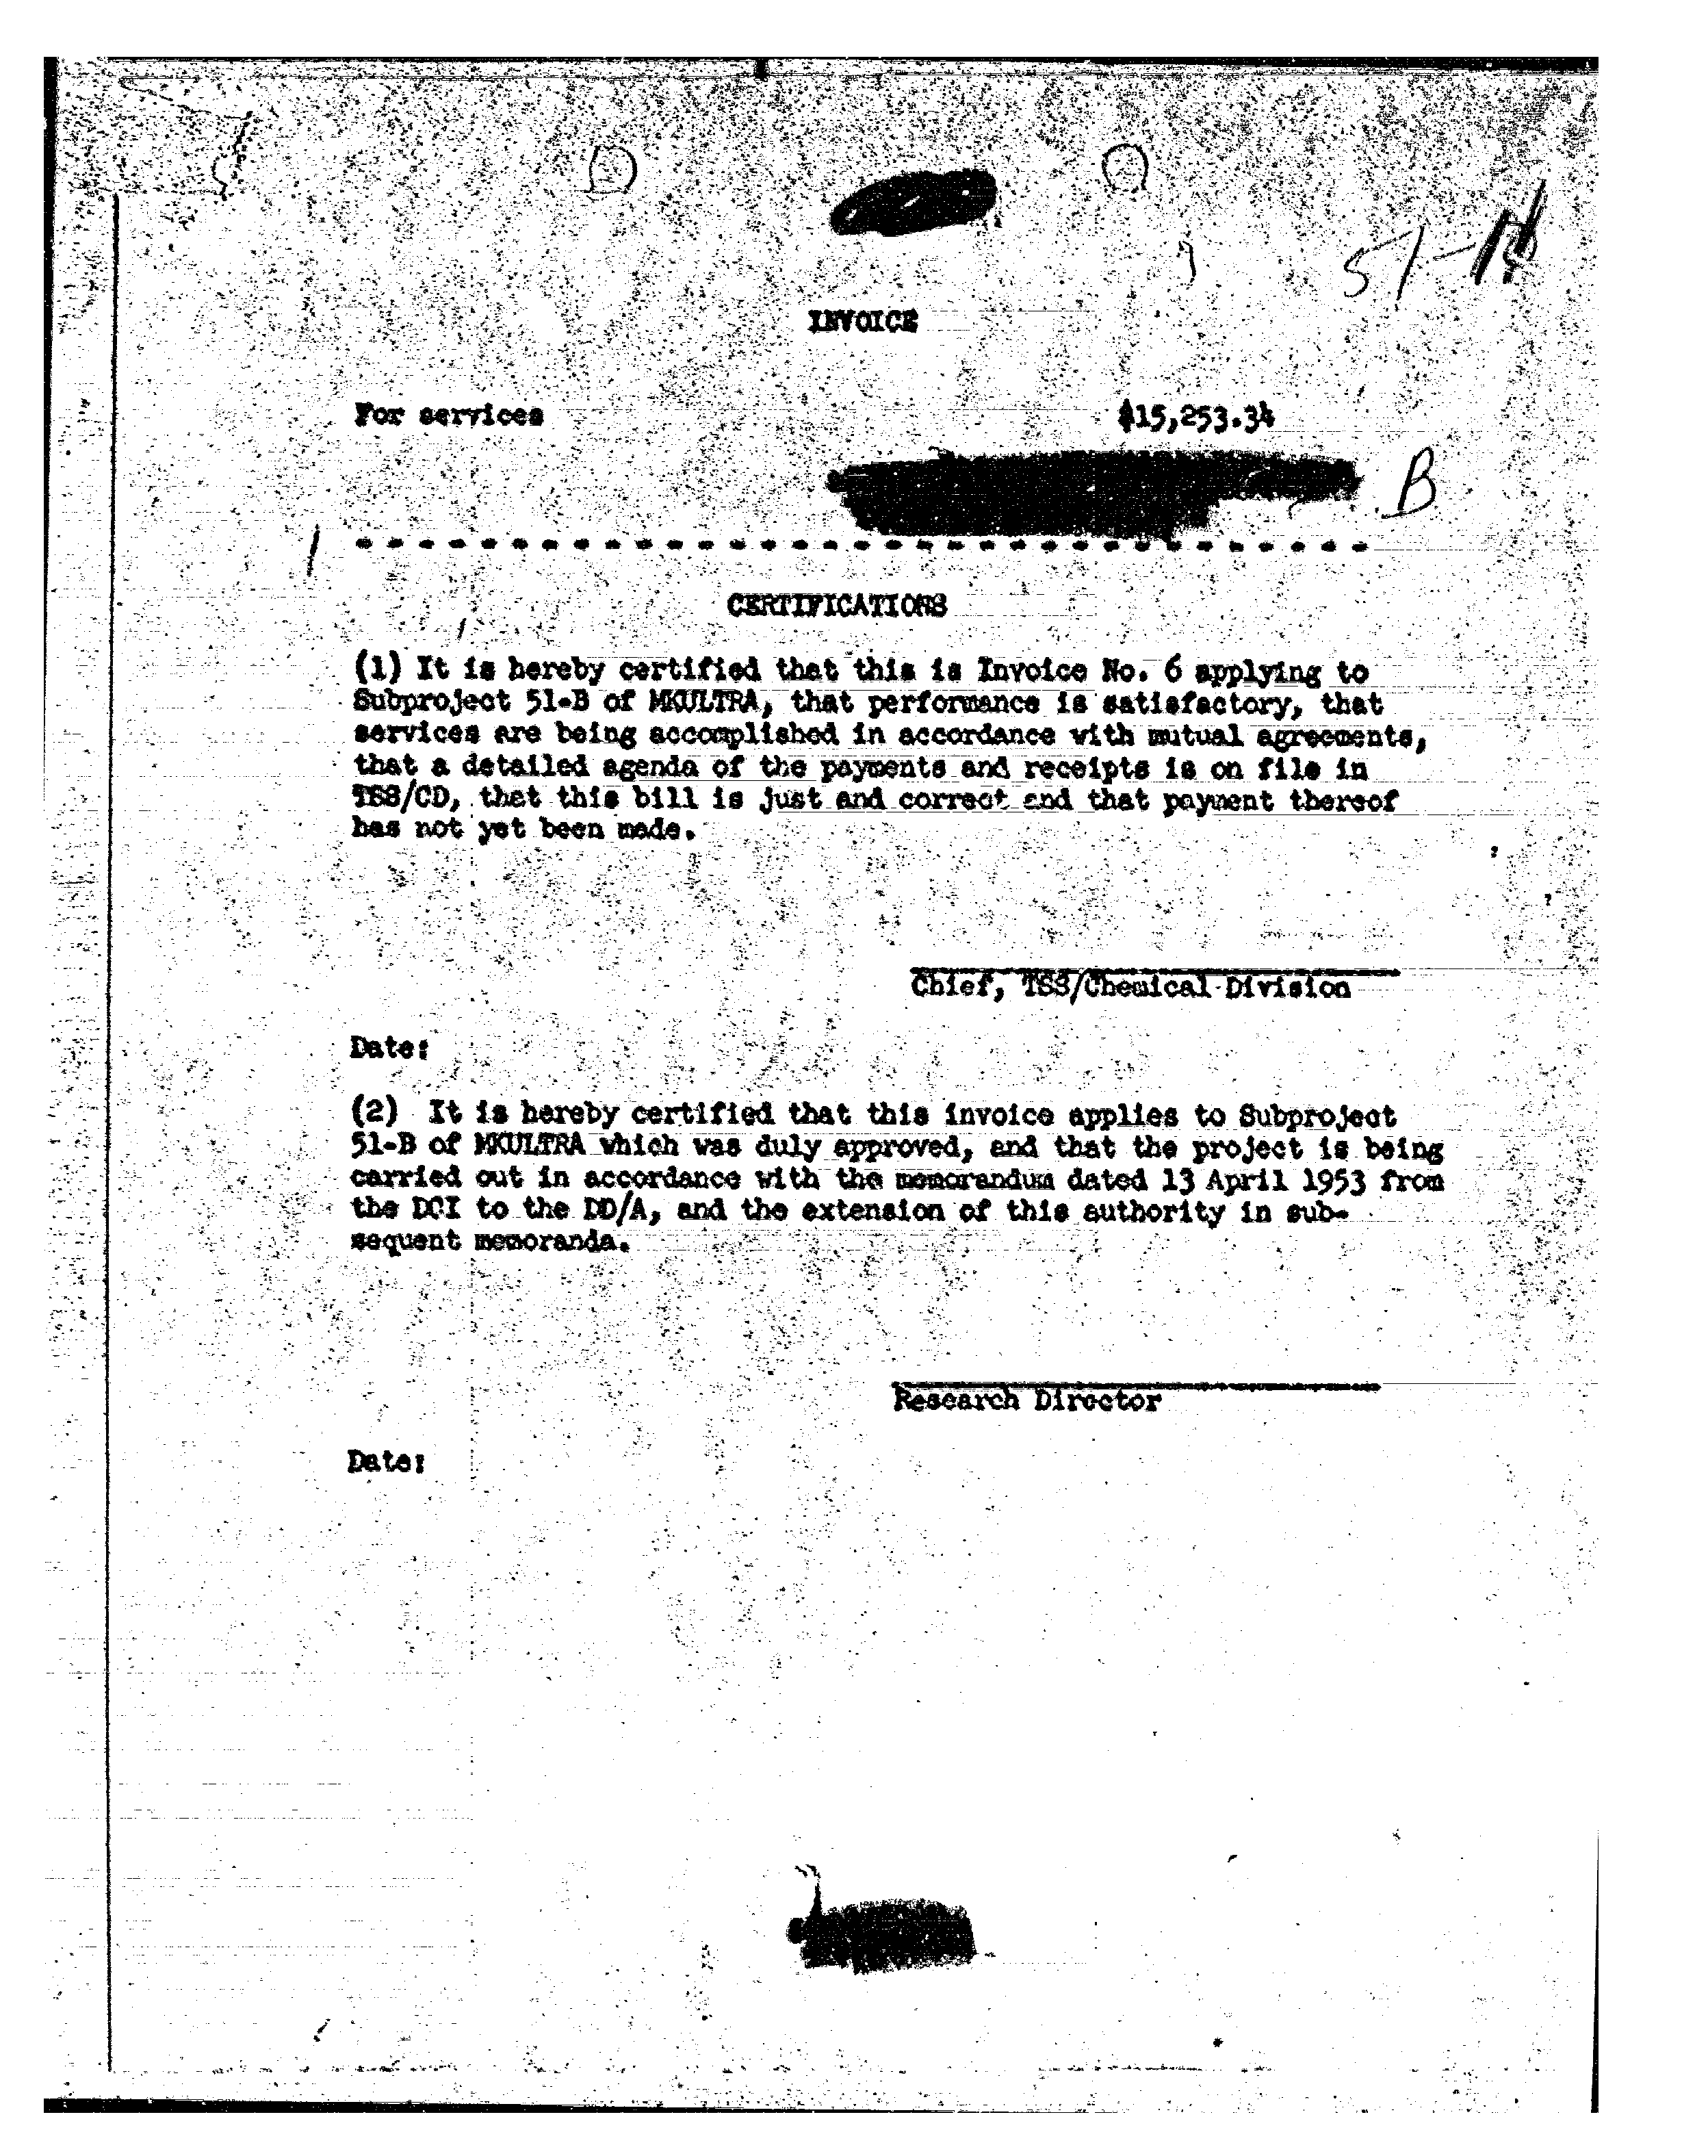 51-
INVOICE
For services $15,253.34
B
CERTIFICATIONS
(1) It is hereby certified that this is Invoice No. 6 applying to
Subproject 51-B of MKULTRA, that performance is satisfactory, that
services are being accomplished in accordance with mutual agreements,
that a detailed agenda of the payments and receipts is on file in
TSS/CD, that this bill is just and correct and that payment thereof
has not yet been made.
Chief, TSS/Chemical Division
Date:
(2) It is hereby certified that this invoice applies to Subproject
51-B of MKULTRA which was duly approved, and that the project is being
carried out in accordance with the memorandum dated 13 April 1953 from
the DCI to the DD/A, and the extension of this authority in sub-
sequent memoranda.
Research Director
Date: